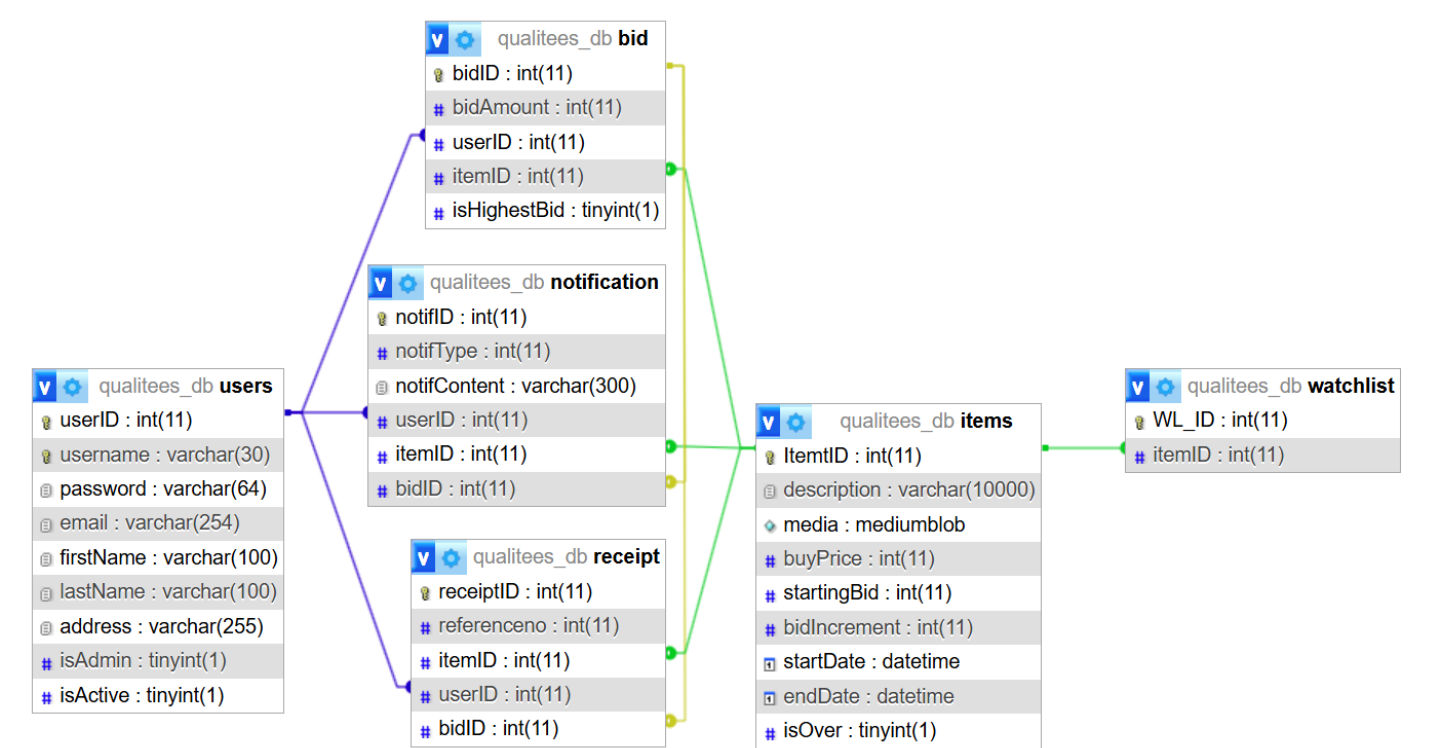 qualitees_db bid
bidID : int(11)
bidAmount : int(11)
userID : int(11)
itemID : int(11)
isHighestBid : tinyint(1)
qualitees_db notification
notifID : int(11)
notifType : int(11)
notifContent : varchar(300)
userID : int(11)
itemID : int(11)
bidID : int(11)
qualitees_db users
userID : int(11)
username : varchar(30)
password : varchar(64)
email : varchar(254)
firstName : varchar(100)
lastName : varchar(100)
address : varchar(255)
isAdmin : tinyint(1)
isActive : tinyint(1)
qualitees_db receipt
receiptID : int(11)
referenceno : int(11)
itemID : int(11)
userID : int(11)
bidID : int(11)
qualitees_db items
ItemtID : int(11)
description : varchar(10000)
media : mediumblob
buyPrice : int(11)
startingBid : int(11)
bidIncrement : int(11)
startDate : datetime
endDate : datetime
isOver : tinyint(1)
qualitees_db watchlist
WL_ID : int(11)
itemID : int(11)